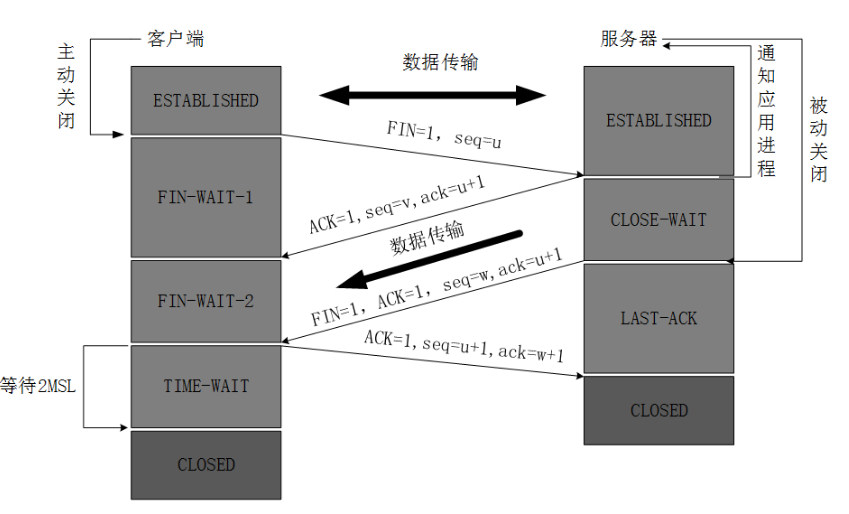 客户端
服务器
主动关闭
数据传输
通知应用进程
被动关闭
ESTABLISHED
ESTABLISHED
FIN=1, seq=u
FIN-WAIT-1
ACK=1,seq=v,ack=u+1
CLOSE-WAIT
数据传输
FIN-WAIT-2
FIN=1, ACK=1, seq=w,ack=u+1
LAST-ACK
ACK=1,seq=u+1,ack=w+1
等待2MSL
TIME-WAIT
CLOSED
CLOSED